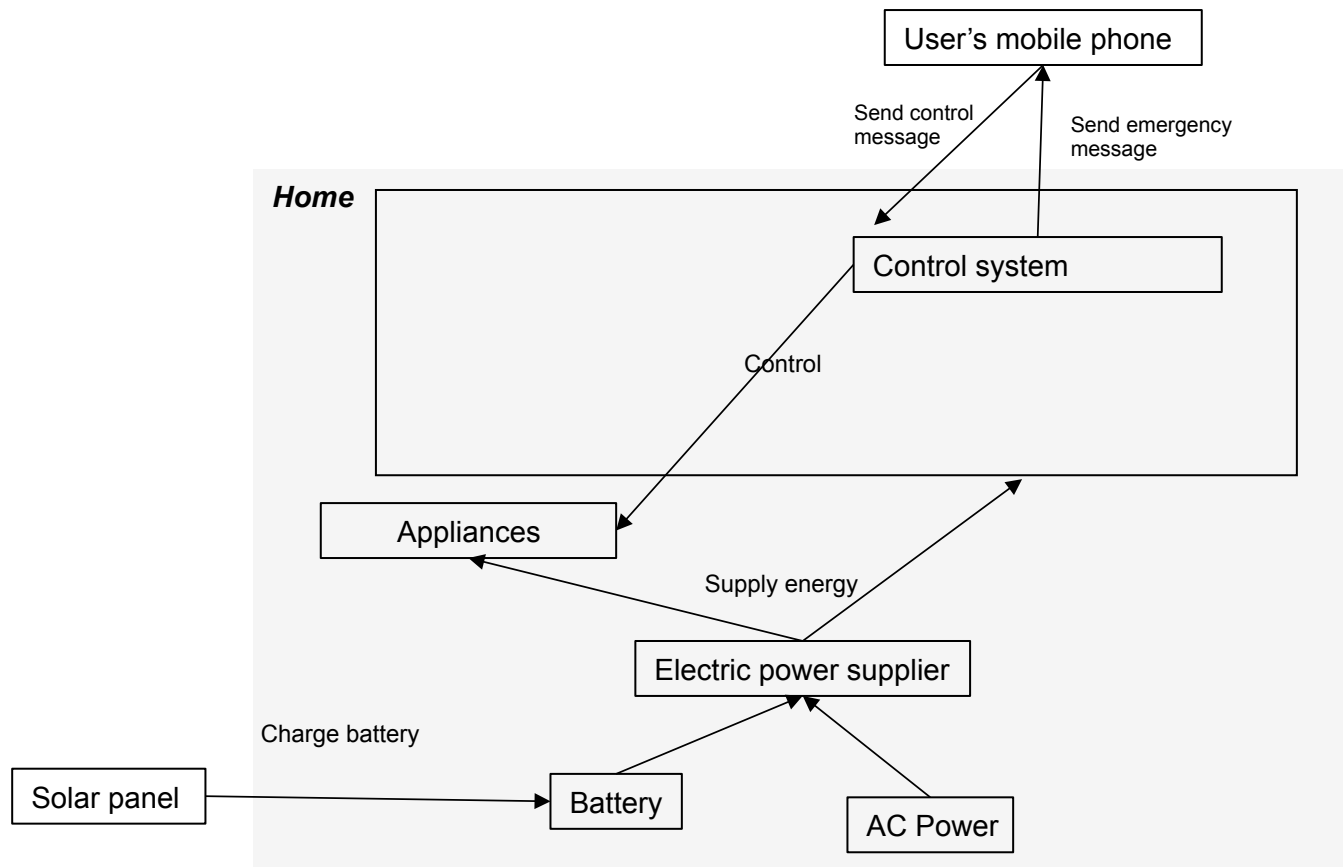 User’s mobile phone
Send control
message
Send emergency
message
Home
Control system
Control
Appliances
Supply energy
Electric power supplier
Charge battery
Solar panel
Battery
AC Power